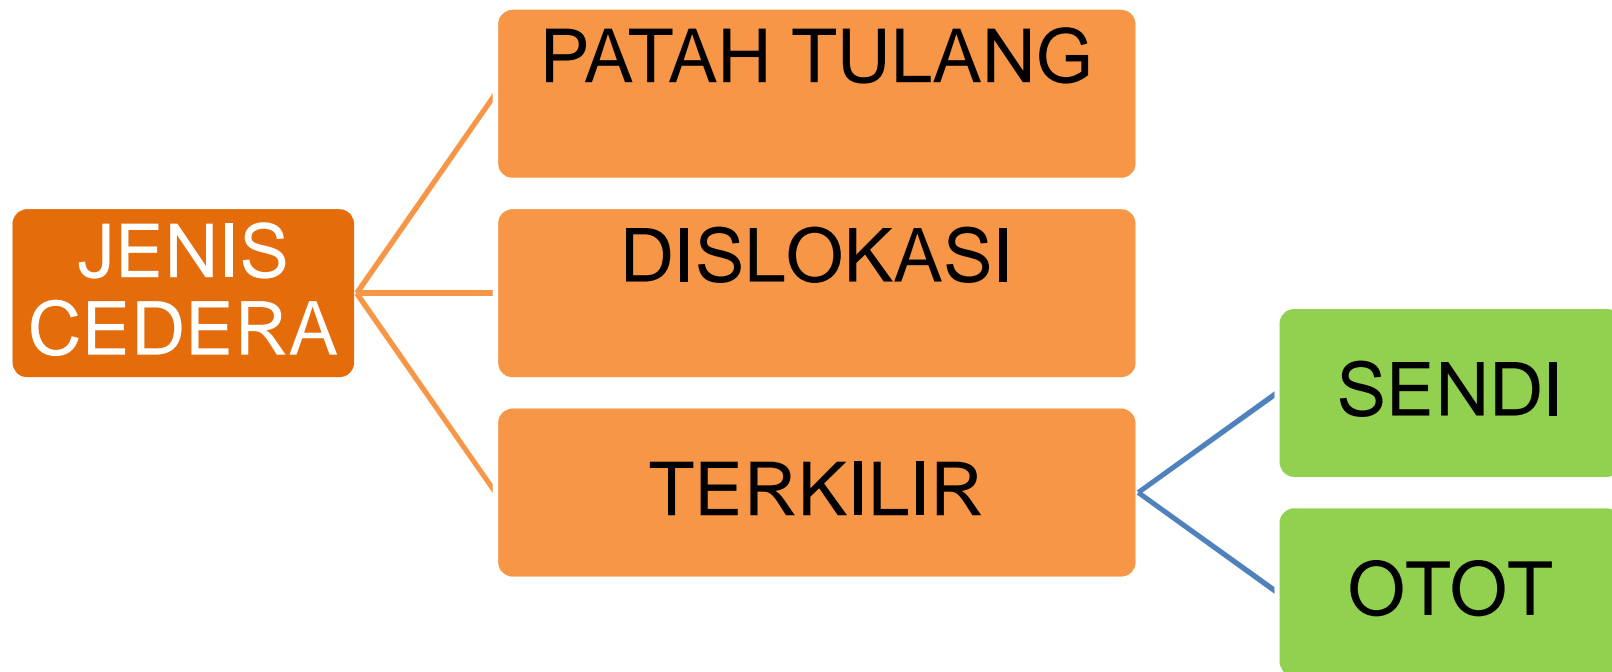 JENIS
CEDERA
PATAH TULANG
DISLOKASI
TERKILIR
SENDI
OTOT